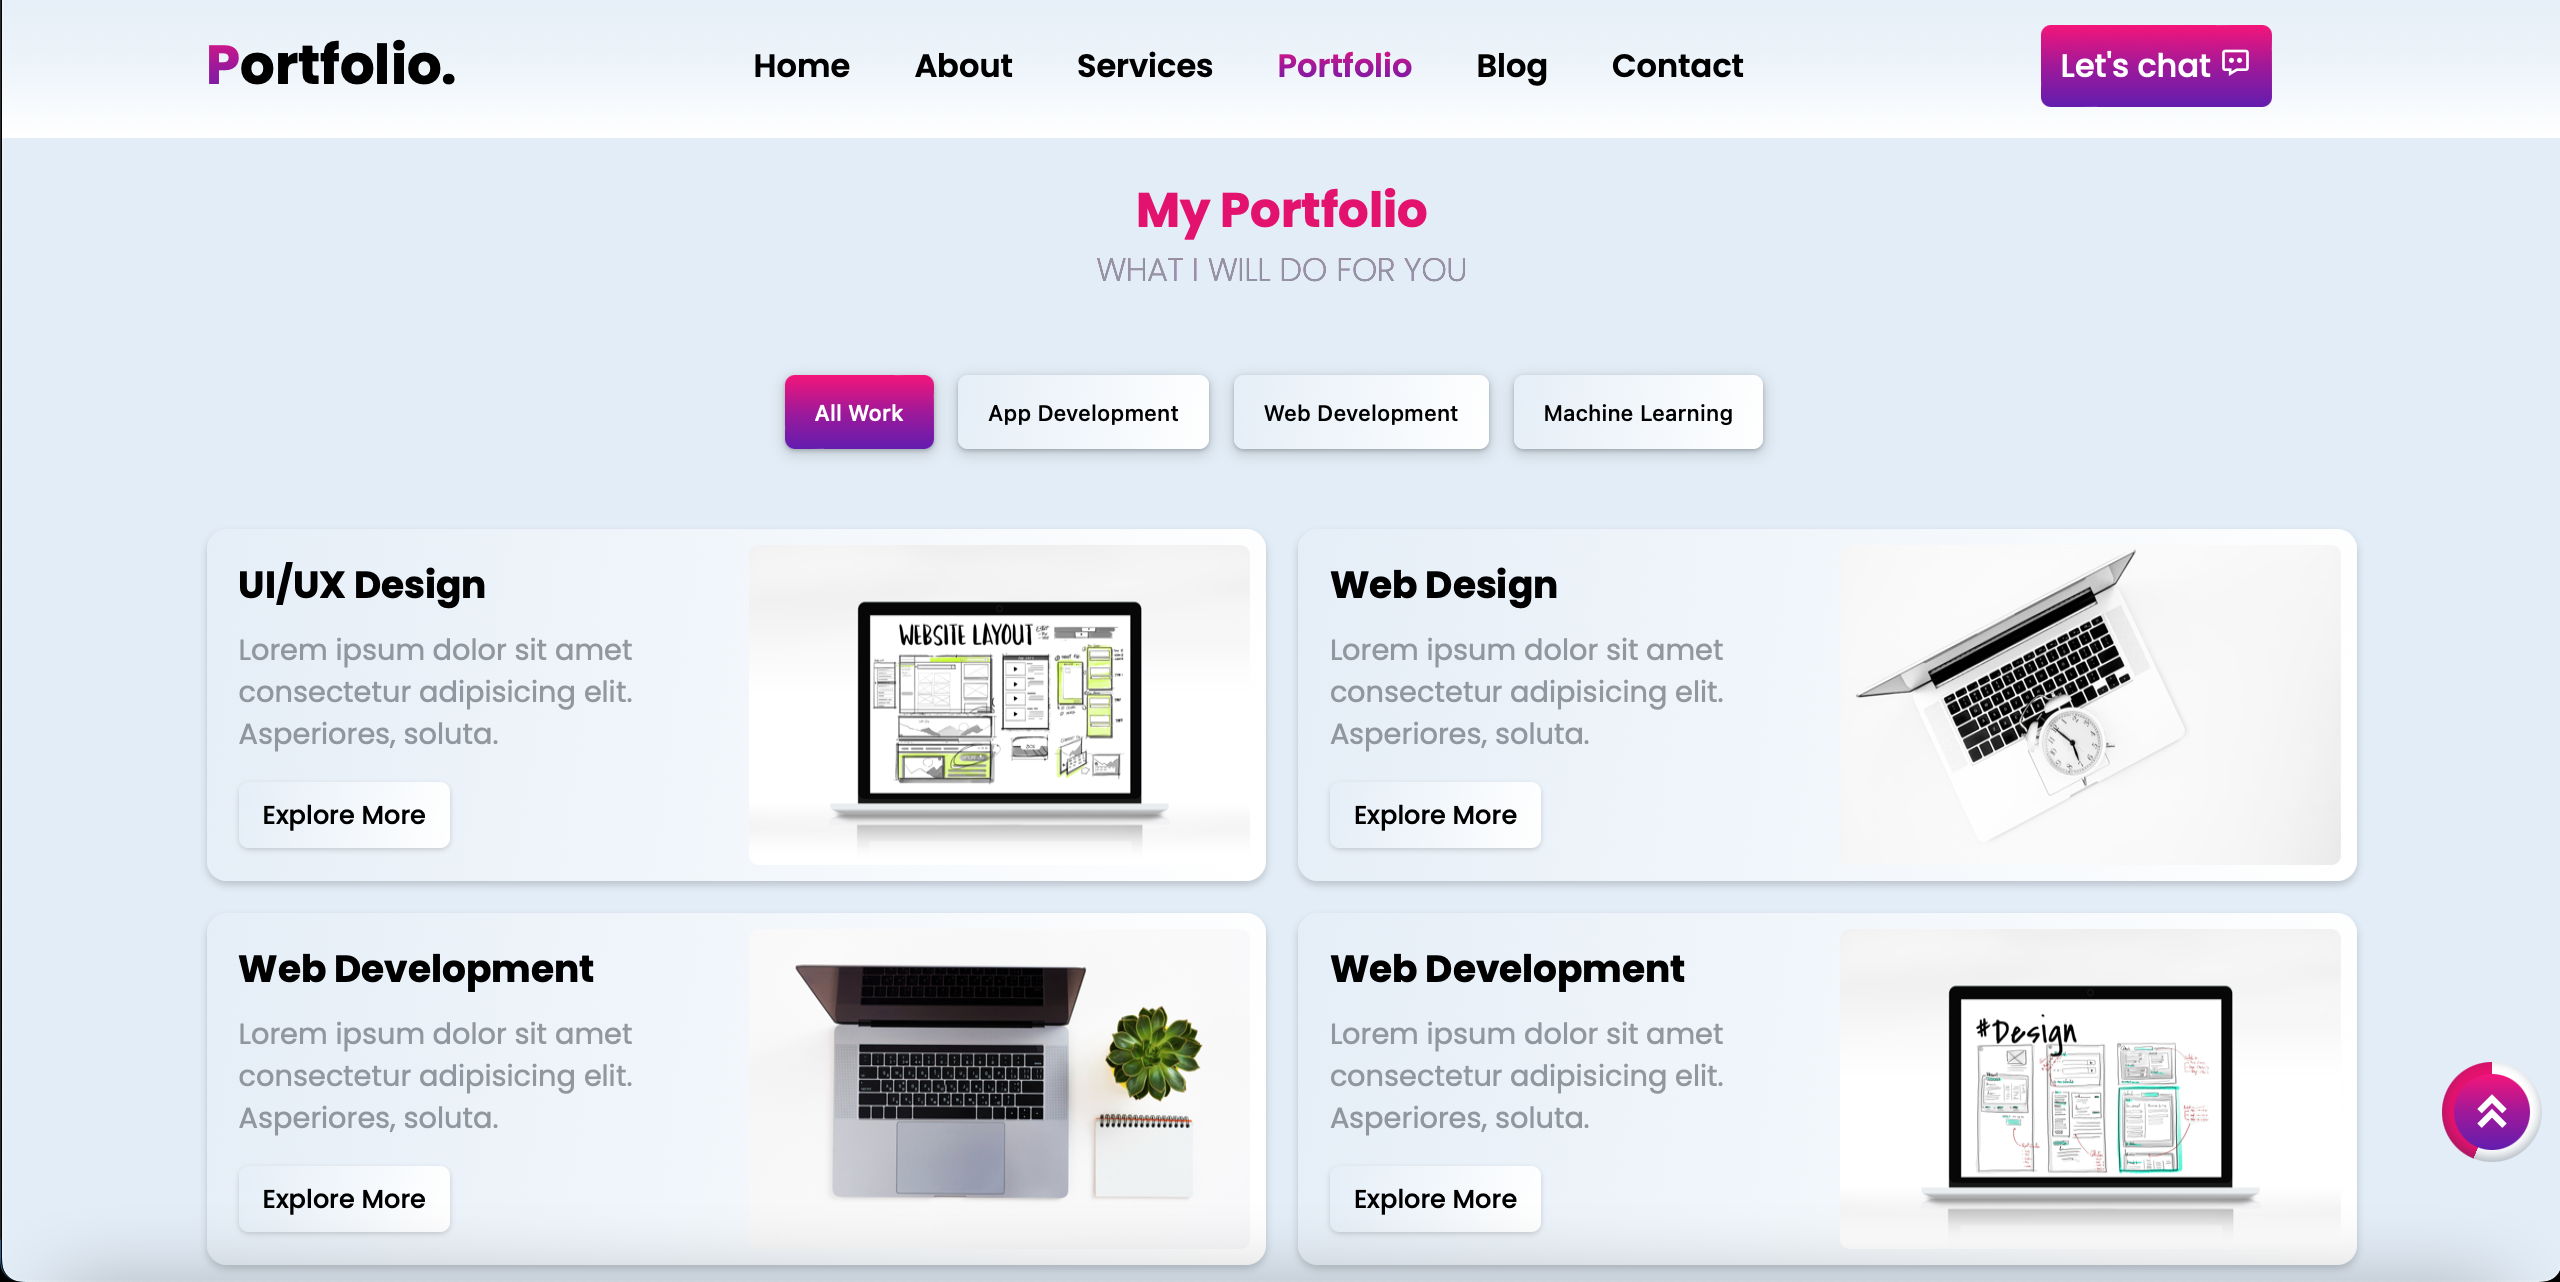 Portfolio.
Home About Services Portfolio Blog Contact
Let's chat
My Portfolio
WHAT I WILL DO FOR YOU
All Work
App Development
Web Development
Machine Learning
UI/UX Design
Lorem ipsum dolor sit amet
consectetur adipisicing elit.
Asperiores, soluta.
Explore More
WEBSITE LAYOUT
Web Design
Lorem ipsum dolor sit amet
consectetur adipisicing elit.
Asperiores, soluta.
Explore More
Web Development
Lorem ipsum dolor sit amet
consectetur adipisicing elit.
Asperiores, soluta.
Explore More
Web Development
Lorem ipsum dolor sit amet
consectetur adipisicing elit.
Asperiores, soluta.
Explore More
#Design